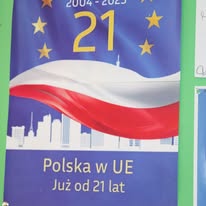 2004 - 2025
21
Polska w UE
Już od 21 lat